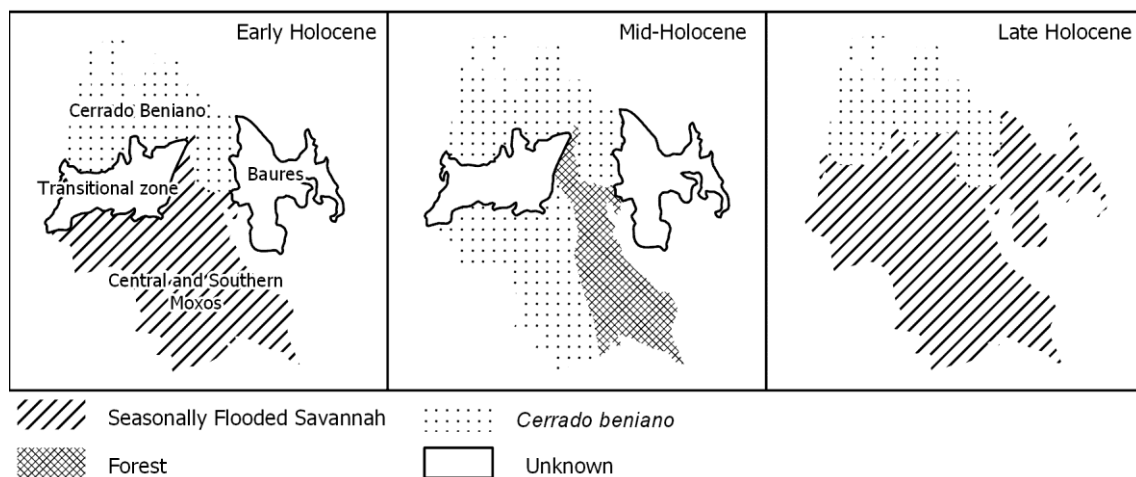 Early Holocene
Cerrado Beniano
Transitional zone
Baures
Central and Southern
Moxos
Mid-Holocene
Late Holocene
Seasonally Flooded Savannah
Cerrado beniano
Forest
Unknown